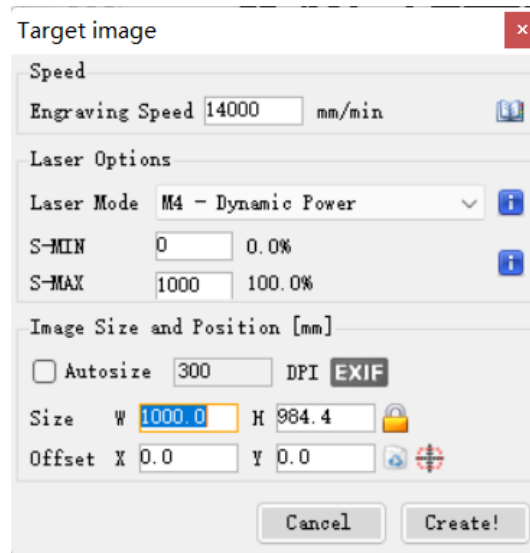 Target image
Speed
Engraving Speed 14000 mm/min
Laser Options
Laser Mode M4 - Dynamic Power
S-MIN 0 0.0%
S-MAX 1000 100.0%
Image Size and Position [mm]
Autosize 300 DPI EXIF
Size W 1000.0 H 984.4
Offset X 0.0 Y 0.0
Cancel Create!